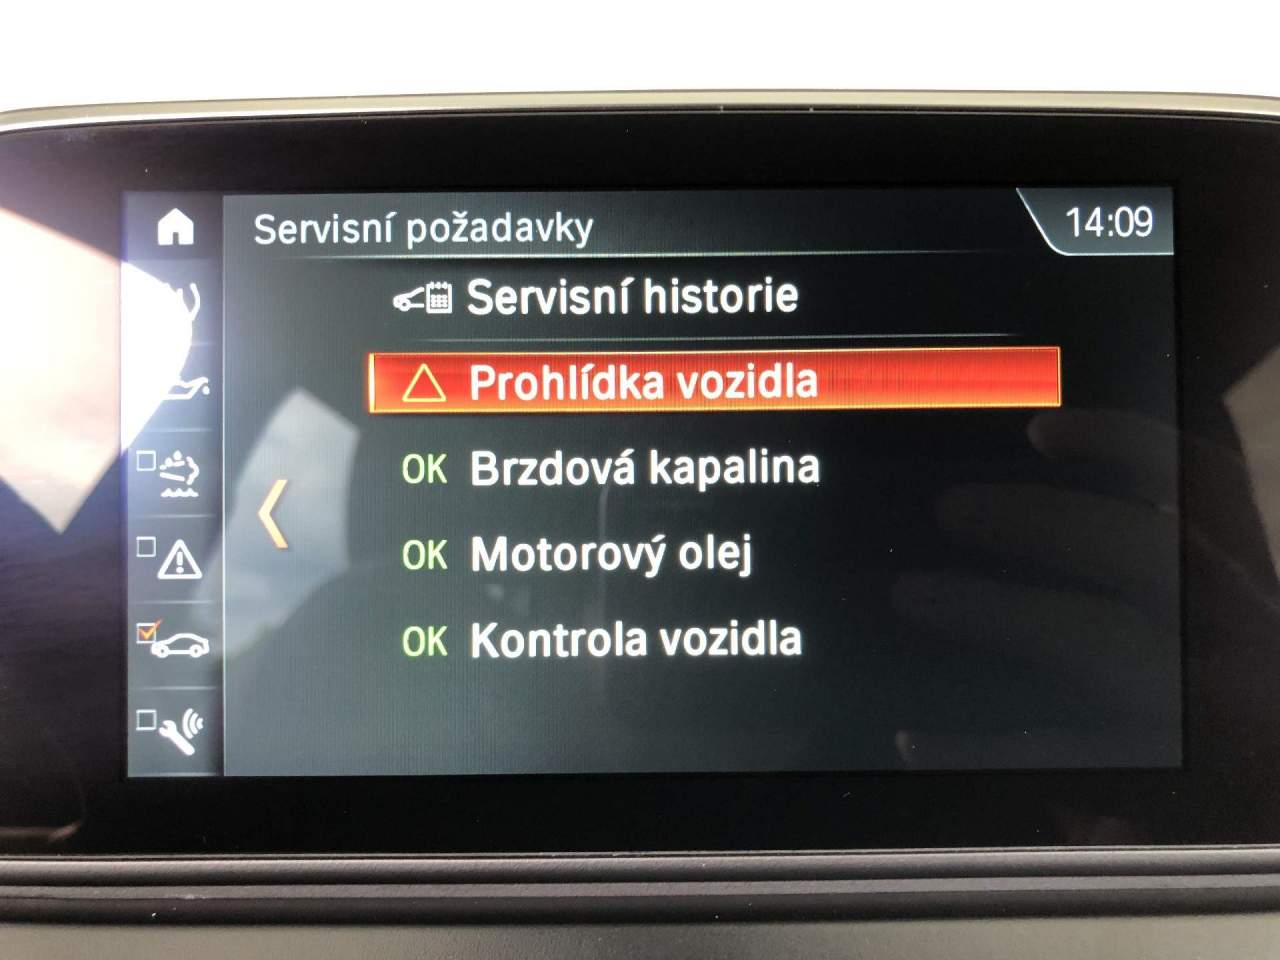 Servisní požadavky
14:09
Servisní historie
Prohlídka vozidla
OK Brzdová kapalina
OK Motorový olej
OK Kontrola vozidla